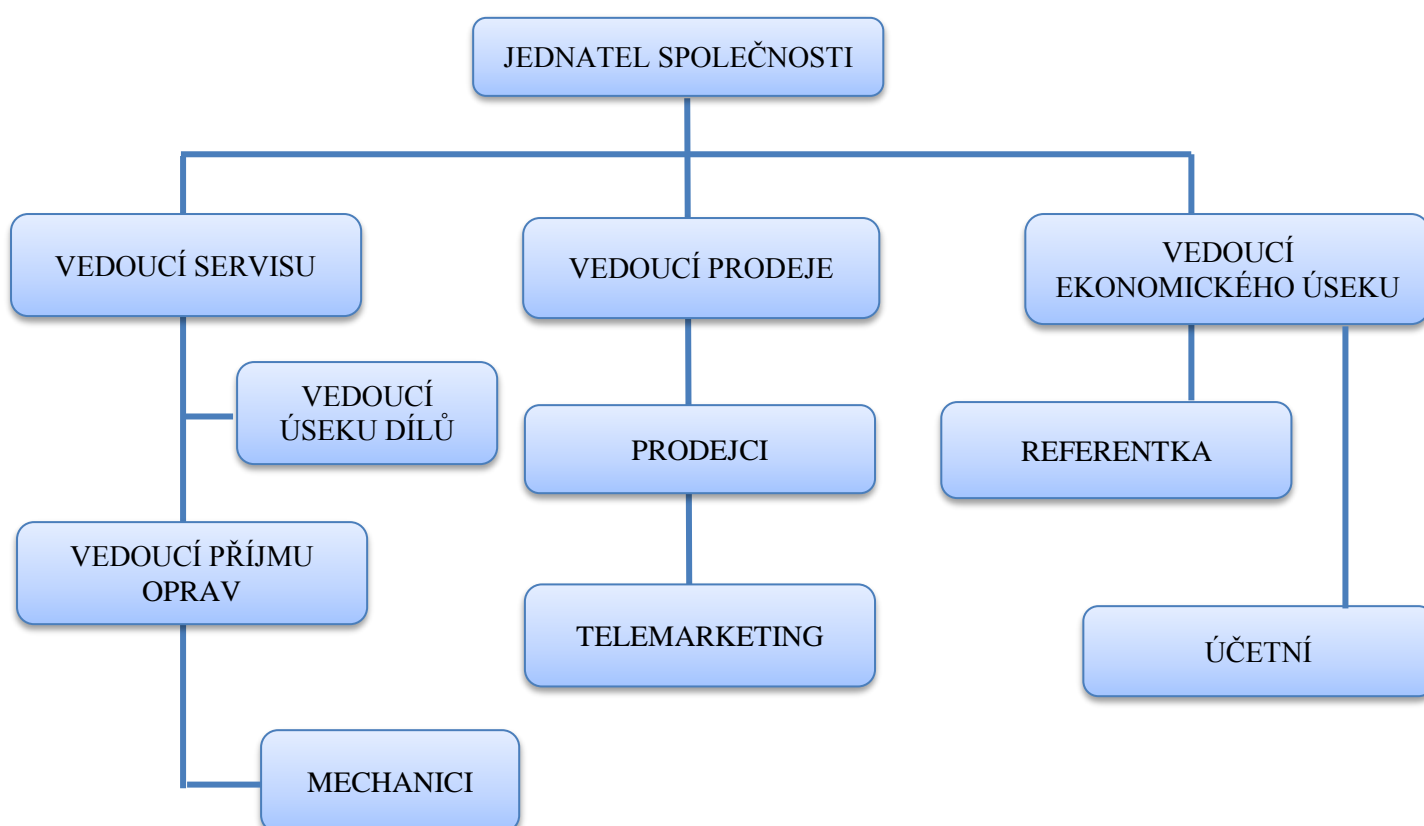 JEDNATEL SPOLEČNOSTI
VEDOUCÍ SERVISU
VEDOUCÍ PRODEJE
VEDOUCÍ
EKONOMICKÉHO ÚSEKU
VEDOUCÍ
ÚSEKU DÍLŮ
PRODEJCI
REFERENTKA
VEDOUCÍ PŘÍJMU
OPRAV
TELEMARKETING
ÚČETNÍ
MECHANICI